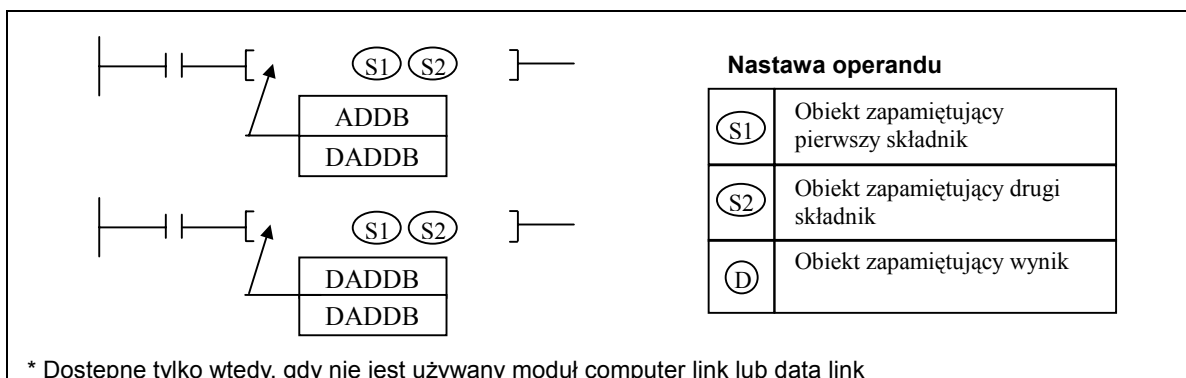 S1 S2
ADDB
DADDB
S1 S2
DADDB
DADDB
Nastawa operandu
S1 Obiekt zapamiętujący
pierwszy składnik
S2 Obiekt zapamiętujący drugi
składnik
D Obiekt zapamiętujący wynik
* Dostępne tylko wtedy, gdy nie jest używany moduł computer link lub data link